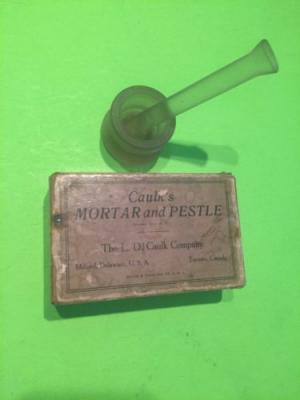 Caulk's
MORTAR and PESTLE
The L. D. Caulk Company
Milford, Delaware, U. S. A. Toronto, Canada